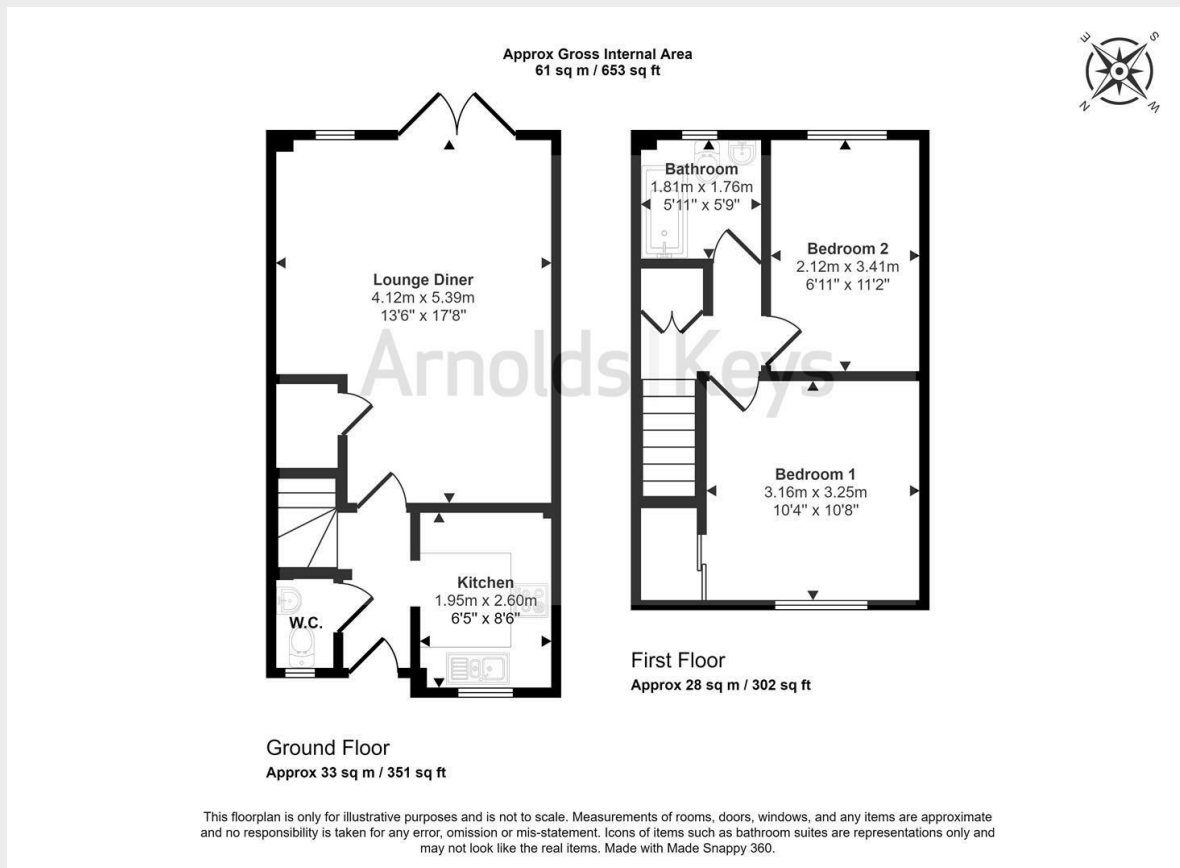 Approx Gross Internal Area
61 sq m / 653 sq ft
E
S
N
W
Lounge Diner
4.12m x 5.39m
13'6" x 17'8"
Kitchen
1.95m x 2.60m
6'5" x 8'6"
W.C.
Ground Floor
Approx 33 sq m / 351 sq ft
Bathroom
1.81m x 1.76m
5'11" x 5'9"
Bedroom 2
2.12m x 3.41m
6'11" x 11'2"
Bedroom 1
3.16m x 3.25m
10'4" x 10'8"
First Floor
Approx 28 sq m / 302 sq ft
Arnolds|Keys
This floorplan is only for illustrative purposes and is not to scale. Measurements of rooms, doors, windows, and any items are approximate
and no responsibility is taken for any error, omission or mis-statement. Icons of items such as bathroom suites are representations only and
may not look like the real items. Made with Made Snappy 360.